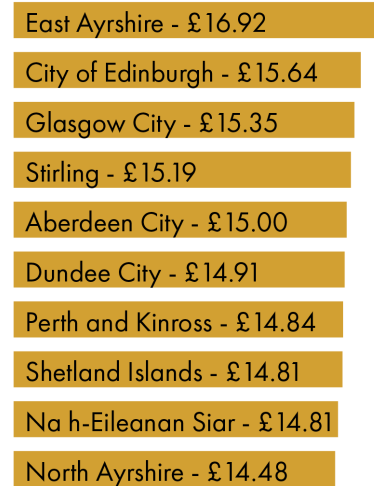 East Ayrshire - £16.92
City of Edinburgh - £15.64
Glasgow City - £15.35
Stirling - £15.19
Aberdeen City - £15.00
Dundee City - £14.91
Perth and Kinross - £14.84
Shetland Islands - £14.81
Na h-Eileanan Siar - £14.81
North Ayrshire - £14.48